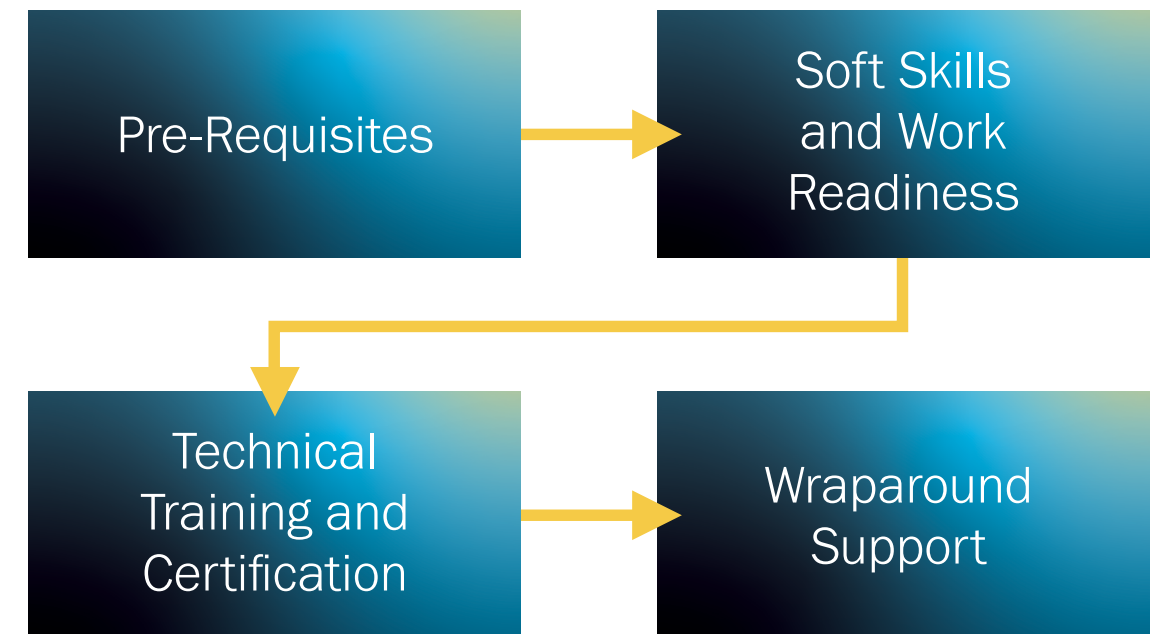 Pre-Requisites
Soft Skills
and Work
Readiness
Technical
Training and
Certification
Wraparound
Support